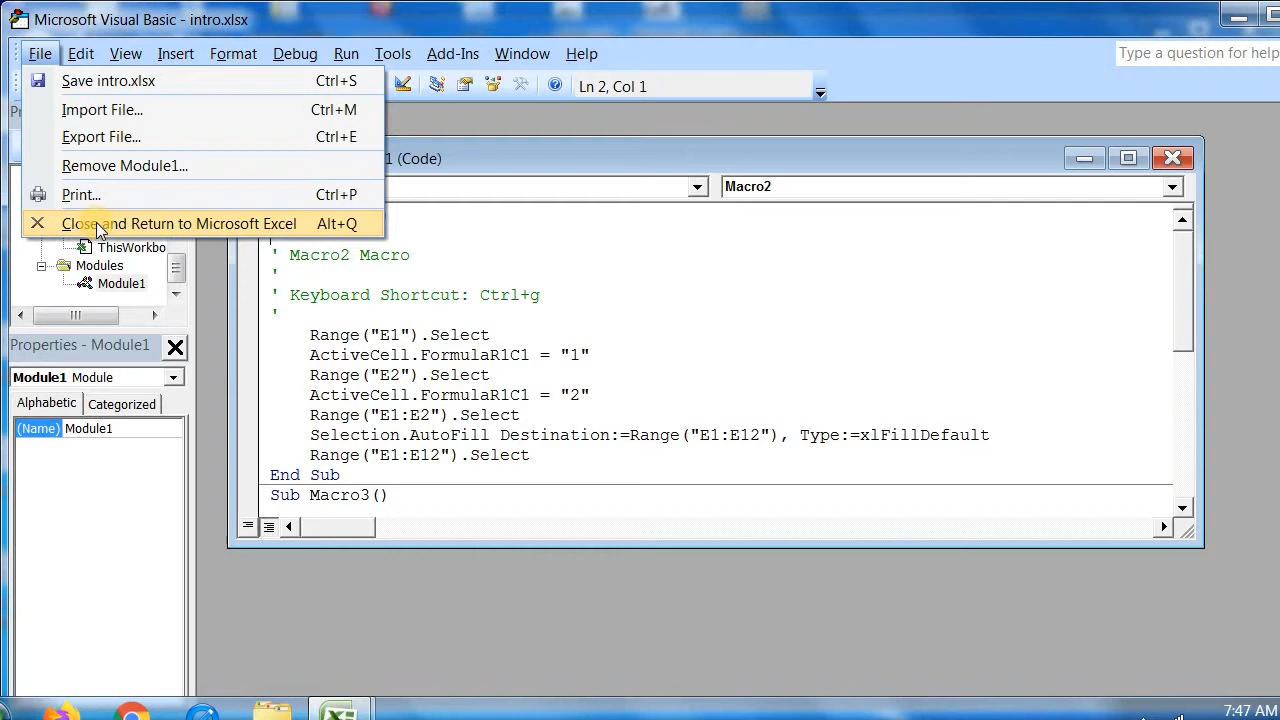 Microsoft Visual Basic - intro.xlsx
File Edit View Insert Format Debug Run Tools Add-Ins Window Help
Type a question for help
Save intro.xlsx Ctrl+S
Ln 2, Col 1
Import File... Ctrl+M
Export File... Ctrl+E
Remove Module1...
Print... Ctrl+P
Close and Return to Microsoft Excel Alt+Q
1 (Code)
Macro2
ThisWorkbo
Modules
Module1
Properties - Module1
Module1 Module
Alphabetic Categorized
(Name) Module1
' Macro2 Macro
'
' Keyboard Shortcut: Ctrl+g
'
Range("E1").Select
ActiveCell.FormulaR1C1 = "1"
Range("E2").Select
ActiveCell.FormulaR1C1 = "2"
Range("E1:E2").Select
Selection.AutoFill Destination:=Range("E1:E12"), Type:=xlFillDefault
Range("E1:E12").Select
End Sub
Sub Macro3()
7:47 AM